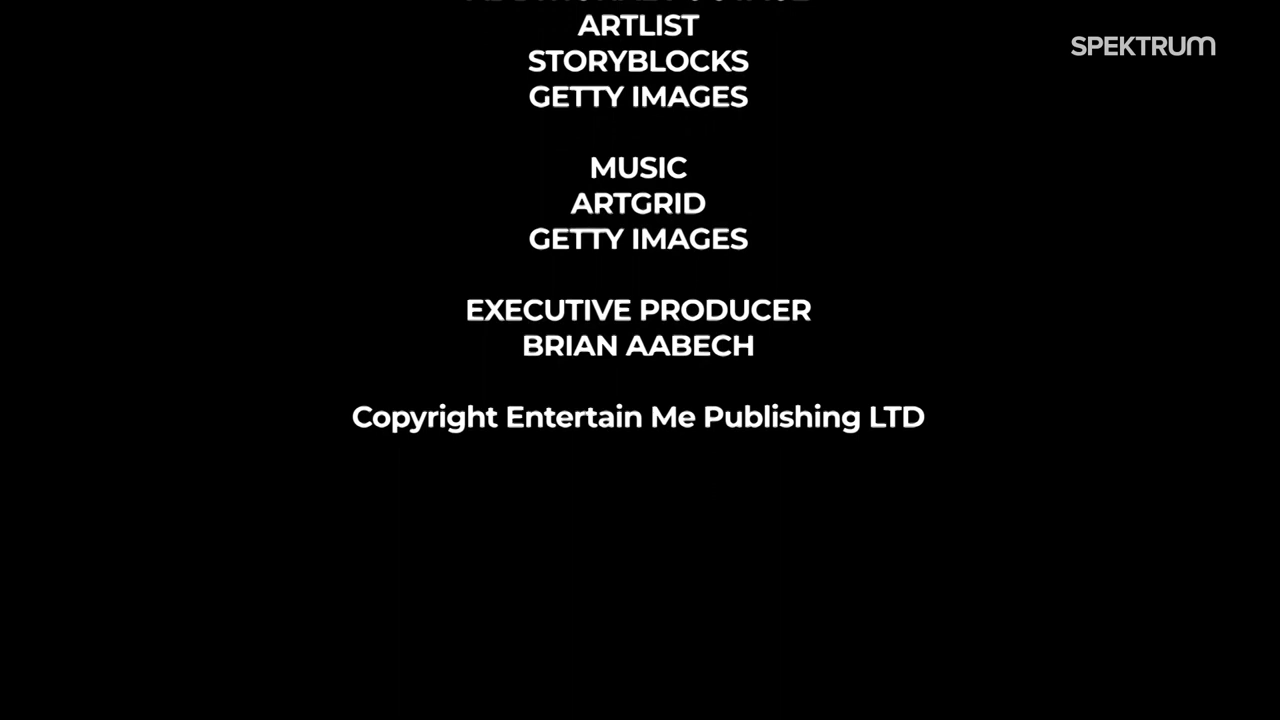 SPEKTRUM
ARTLIST
STORYBLOCKS
GETTY IMAGES
MUSIC
ARTGRID
GETTY IMAGES
EXECUTIVE PRODUCER
BRIAN AABECH
Copyright Entertain Me Publishing LTD